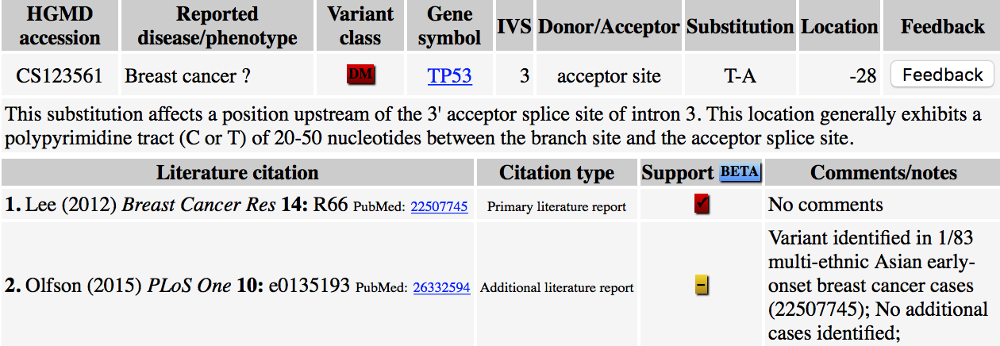 HGMD accession Reported disease/phenotype Variant class Gene symbol IVS Donor/Acceptor Substitution Location Feedback
CS123561 Breast cancer ? DM TP53 3 acceptor site T-A -28 Feedback
This substitution affects a position upstream of the 3' acceptor splice site of intron 3. This location generally exhibits a
polypyrimidine tract (C or T) of 20-50 nucleotides between the branch site and the acceptor splice site.
Literature citation Citation type Support BETA Comments/notes
1. Lee (2012) Breast Cancer Res 14: R66 PubMed: 22507745 Primary literature report No comments
2. Olfson (2015) PLoS One 10: e0135193 PubMed: 26332594 Additional literature report
Variant identified in 1/83
multi-ethnic Asian early-
onset breast cancer cases
(22507745); No additional
cases identified;